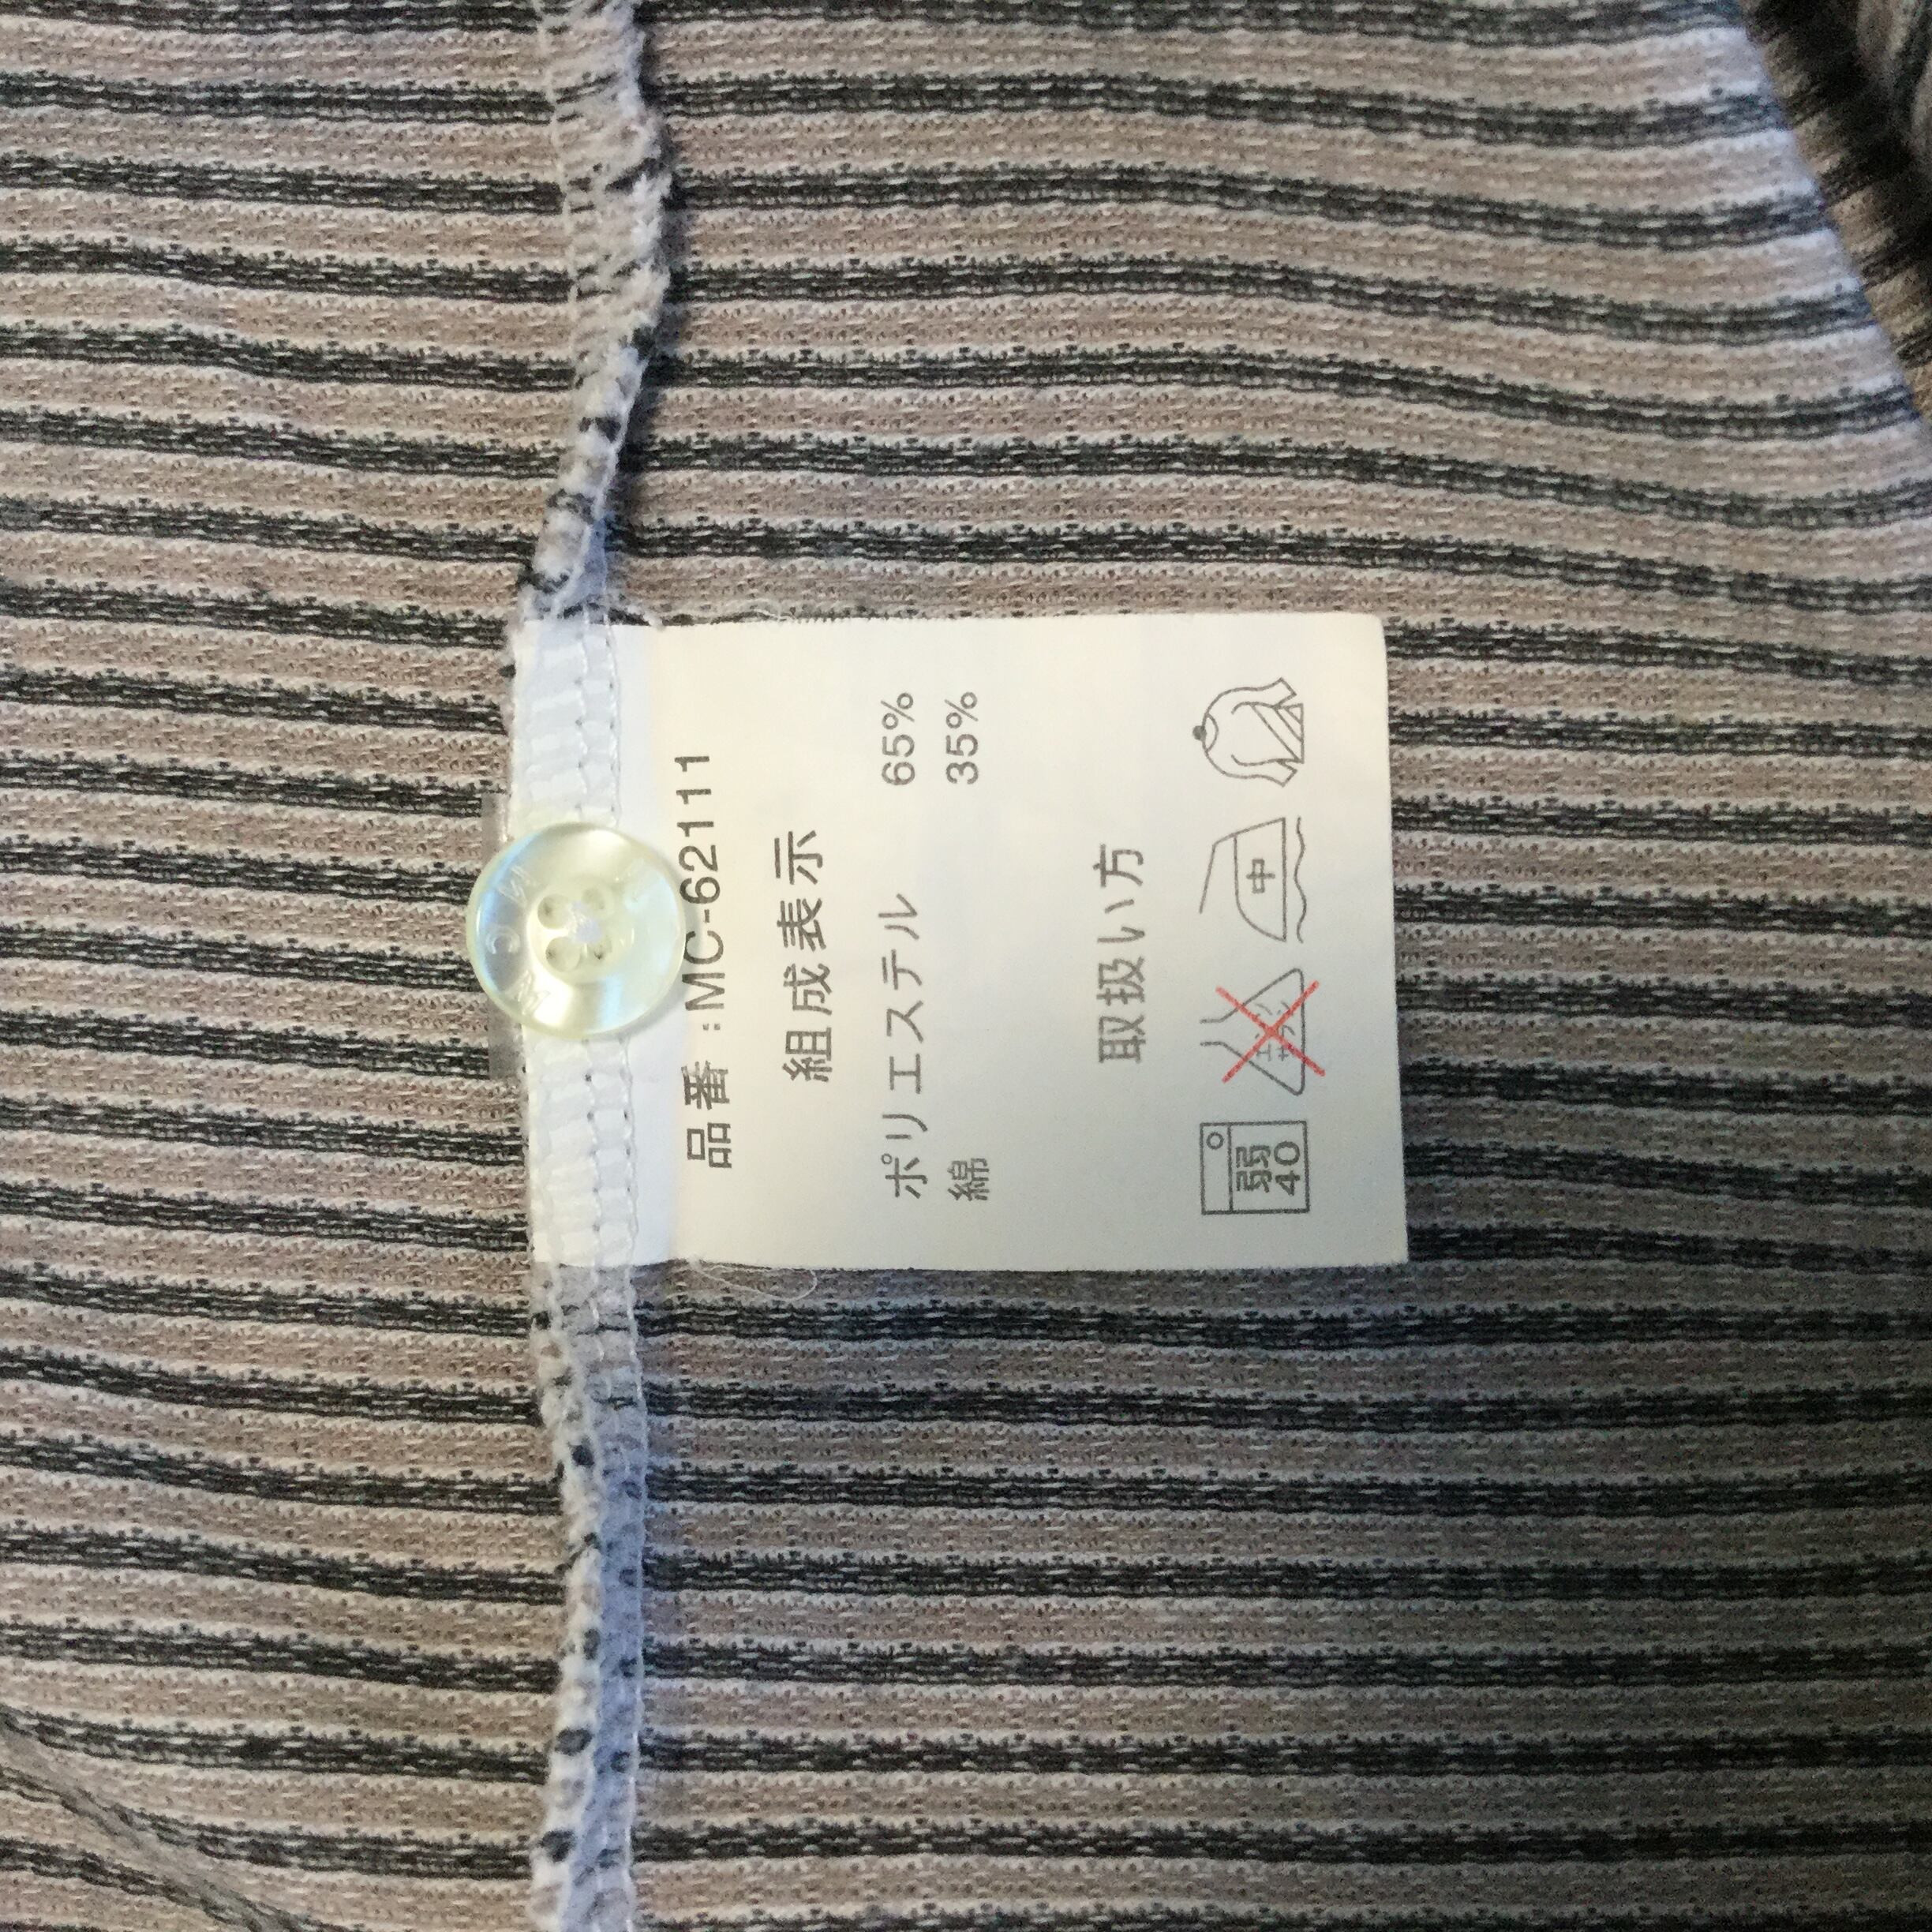 品番:MC-62111
組成表示
ポリエステル 65%
綿 35%
取扱い方
弱
40
中